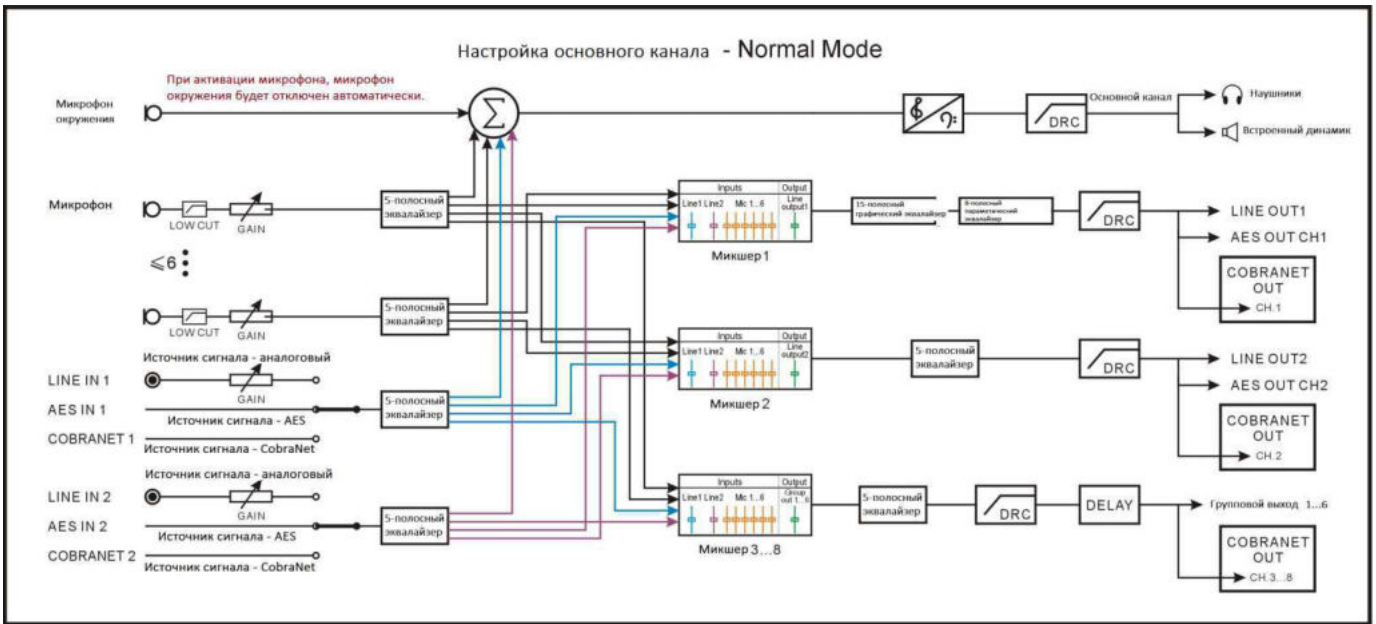 Настройка основного канала - Normal Mode
При активации микрофона, микрофон
окружения будет отключен автоматически.
Микрофон
окружения
Σ
DRC
Основной канал
Наушники
Встроенный динамик
Микрофон
LOW CUT
GAIN
5-полосный
эквалайзер
Inputs
Output
Line1 Line2 Mic 1...6
Line
output1
Микшер 1
15-полосный
графический эквалайзер
8-полосный
параметический
эквалайзер
DRC
LINE OUT1
AES OUT CH1
COBRANET
OUT
CH.1
≤6
LOW CUT
GAIN
5-полосный
эквалайзер
Источник сигнала - аналоговый
LINE IN 1
GAIN
AES IN 1
Источник сигнала - AES
COBRANET 1
Источник сигнала - CobraNet
5-полосный
эквалайзер
Inputs
Output
Line1 Line2 Mic 1...6
Line
output2
Микшер 2
5-полосный
эквалайзер
DRC
LINE OUT2
AES OUT CH2
COBRANET
OUT
CH.2
Источник сигнала - аналоговый
LINE IN 2
GAIN
AES IN 2
Источник сигнала - AES
COBRANET 2
Источник сигнала - CobraNet
5-полосный
эквалайзер
Inputs
Output
Line1 Line2 Mic 1...6
Group
out 1...6
Микшер 3...8
5-полосный
эквалайзер
DRC
DELAY
Групповой выход 1...6
COBRANET
OUT
CH.3...8